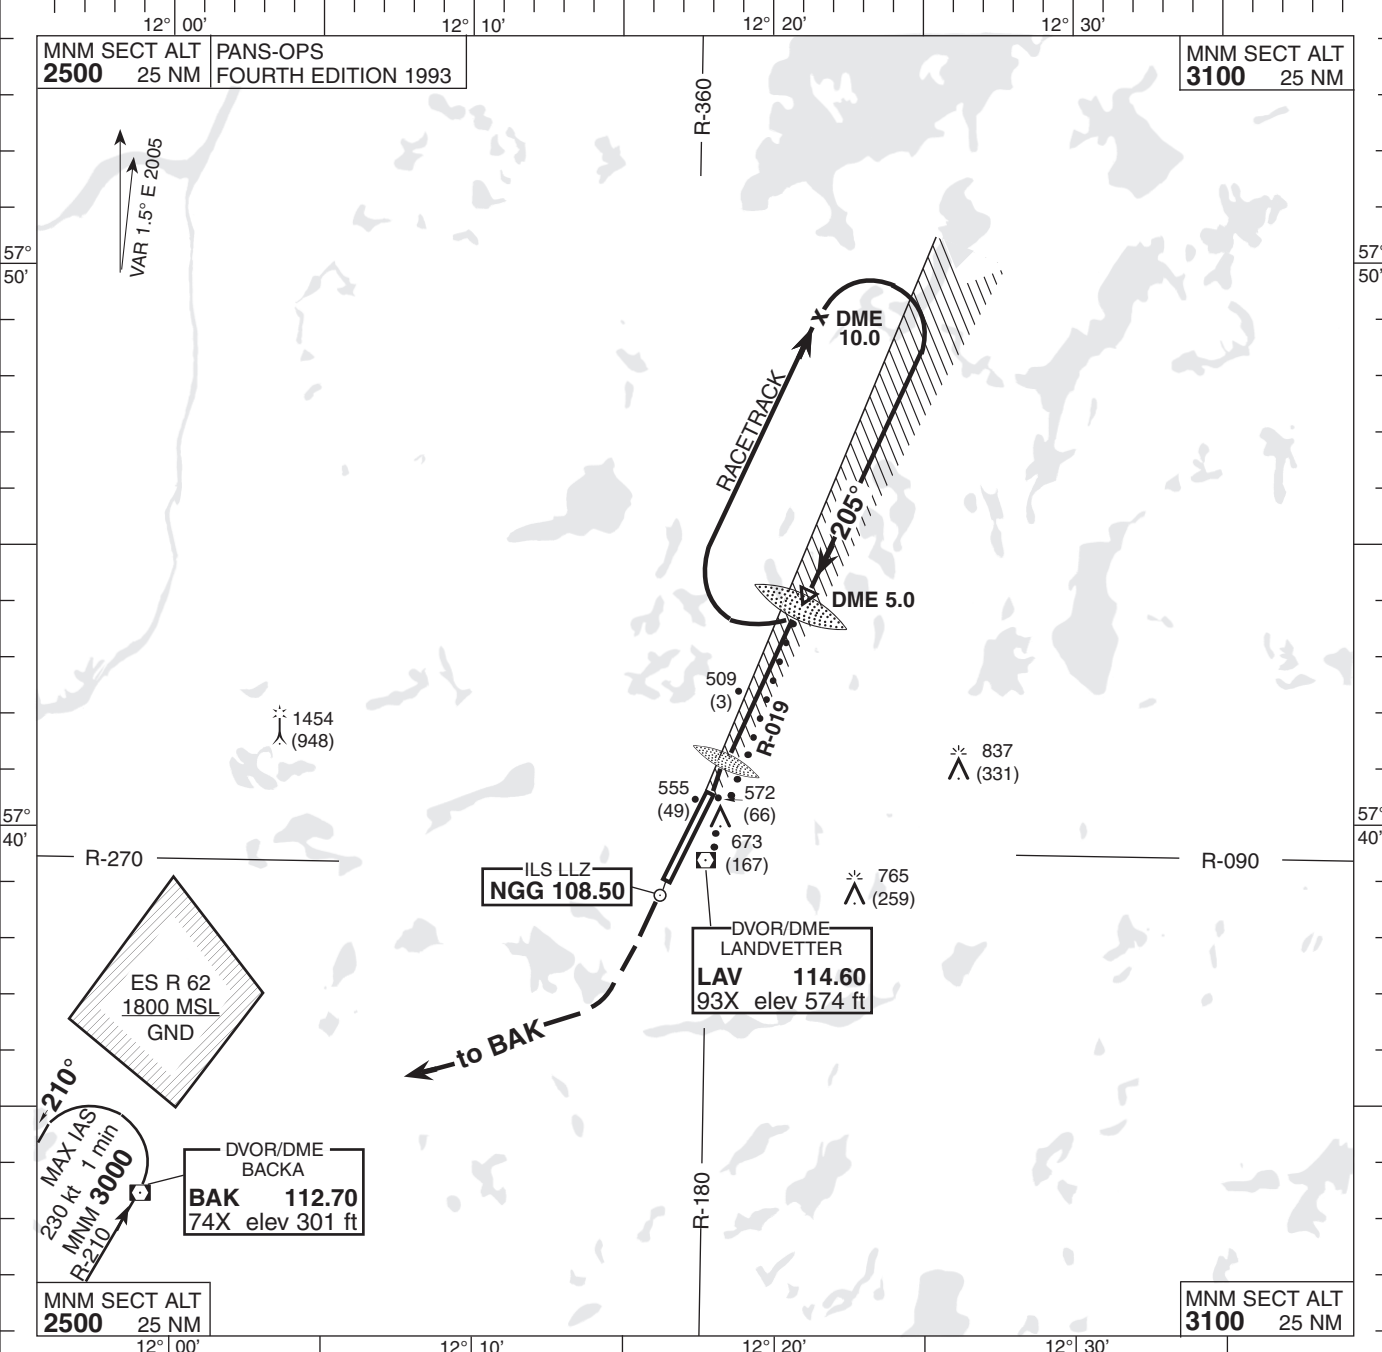 12° 00’
12° 10’
12° 20’
12° 30’
MNM SECT ALT
2500 25 NM
PANS-OPS
FOURTH EDITION 1993
MNM SECT ALT
3100 25 NM
R-360
VAR 1.5° E 2005
57°
50’
57°
50’
DME
10.0
RACETRACK
205°
DME 5.0
509
(3)
R-019
1454
(948)
837
(331)
555
(49)
572
(66)
57°
40’
57°
40’
673
(167)
R-270
R-090
ILS LLZ
NGG 108.50
765
(259)
DVOR/DME
LANDVETTER
LAV 114.60
93X elev 574 ft
ES R 62
1800 MSL
GND
to BAK
210°
MAX IAS
230 kt 1 min
MNM 3000
R-210
DVOR/DME
BACKA
BAK 112.70
74X elev 301 ft
R-180
MNM SECT ALT
2500 25 NM
MNM SECT ALT
3100 25 NM
12° 00’
12° 10’
12° 20’
12° 30’